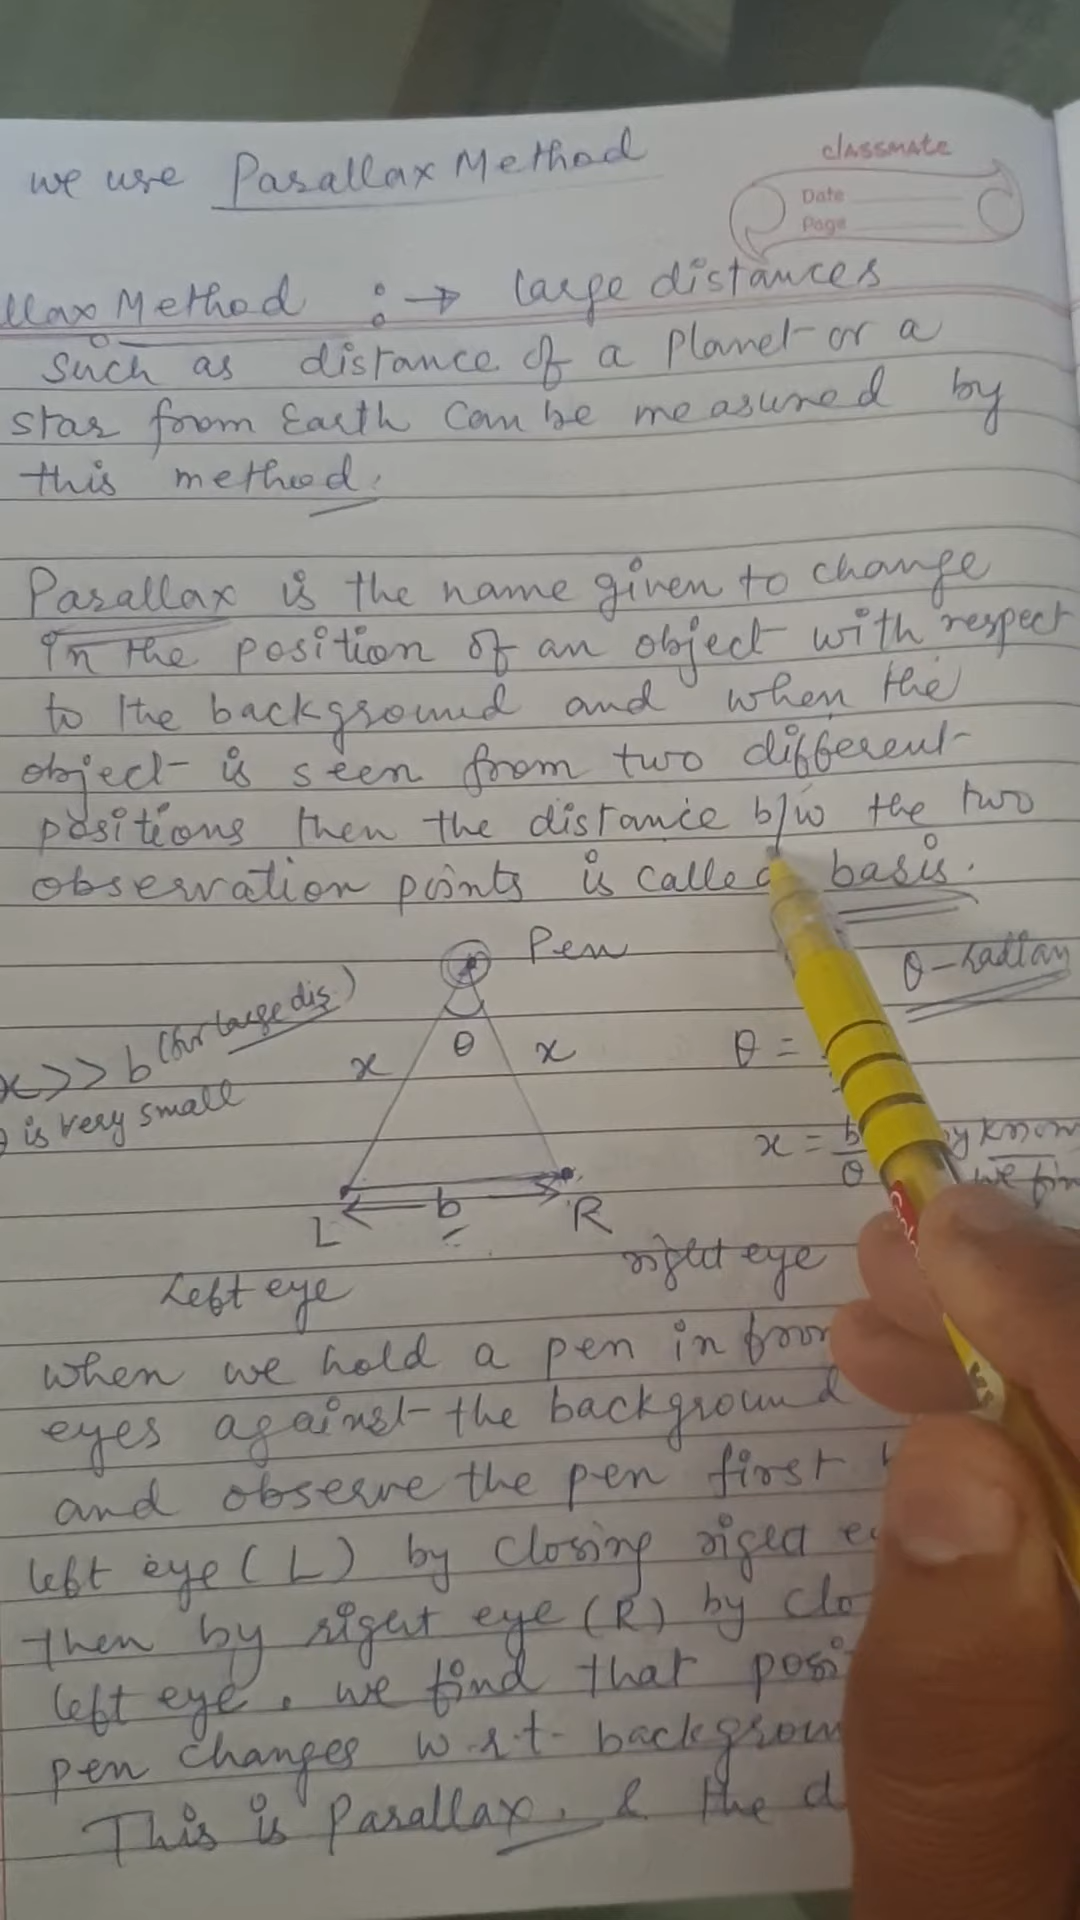 we use Parallax Method
classmate
Date
Page
llax Method :→ large distances
such as distance of a planet or a
star from Earth can be measured by
this method.
Parallax is the name given to change
in the position of an object with respect
to the background and when the
object is seen from two different
positions then the distance b/w the two
observation points is called basis.
Pen
θ - radian
x >> b (for large dis.)
x θ x
θ =
is very small
x = b/θ
L b R
Left eye right eye
when we hold a pen in
eyes against the background
and observe the pen first
left eye (L) by closing right
then by right eye (R) by
left eye, we find that
pen changes w.r.t.
This is Parallax. & the